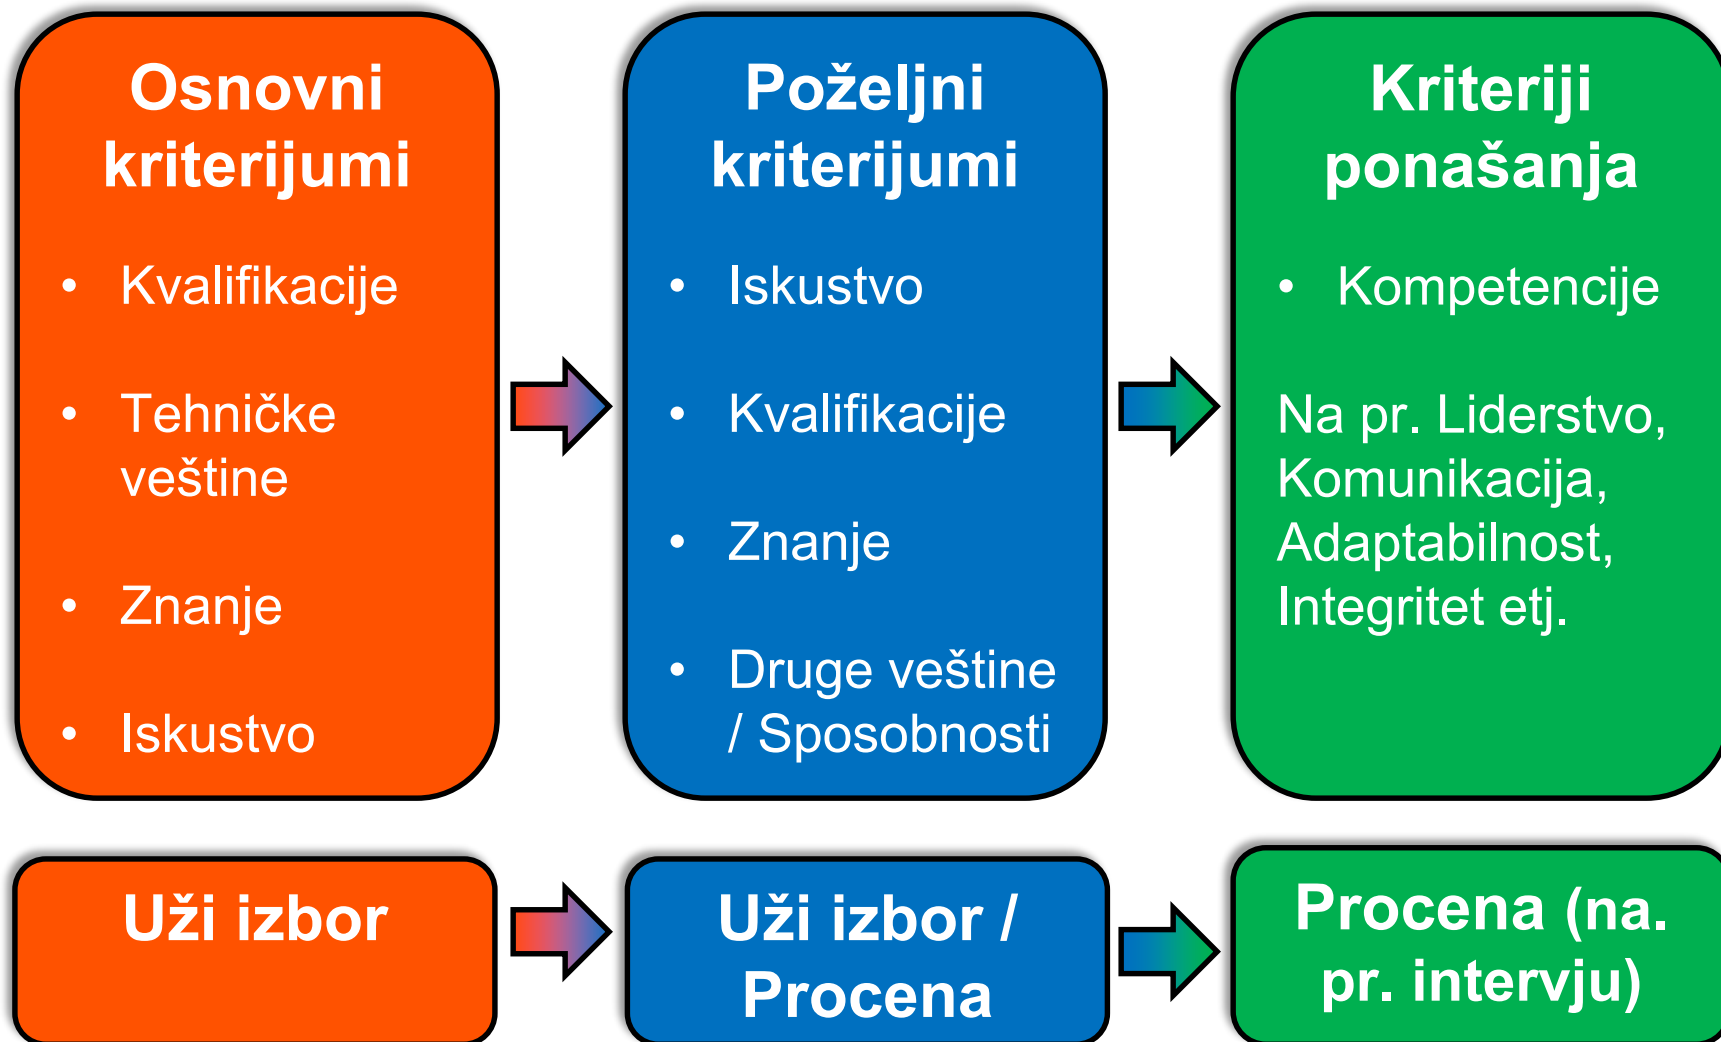 Osnovni
kriterijumi
• Kvalifikacije
• Tehničke
veštine
• Znanje
• Iskustvo
Poželjni
kriterijumi
• Iskustvo
• Kvalifikacije
• Znanje
• Druge veštine
/ Sposobnosti
Kriteriji
ponašanja
• Kompetencije
Na pr. Liderstvo,
Komunikacija,
Adaptabilnost,
Integritet etj.
Uži izbor
Uži izbor /
Procena
Procena (na.
pr. intervju)